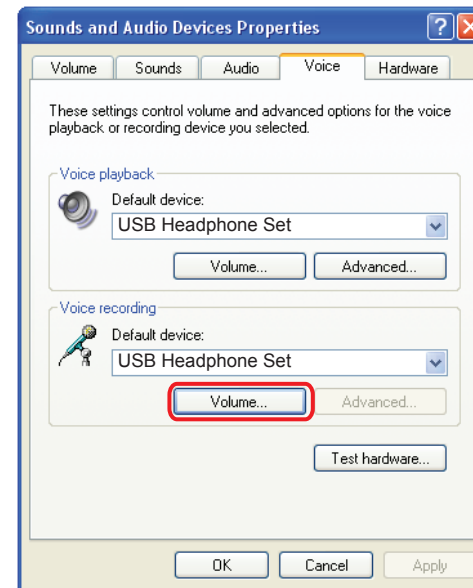 Sounds and Audio Devices Properties
?
Volume Sounds Audio Voice Hardware
These settings control volume and advanced options for the voice
playback or recording device you selected.
Voice playback
Default device:
USB Headphone Set
Volume... Advanced...
Voice recording
Default device:
USB Headphone Set
Volume... Advanced...
Test hardware...
OK Cancel Apply